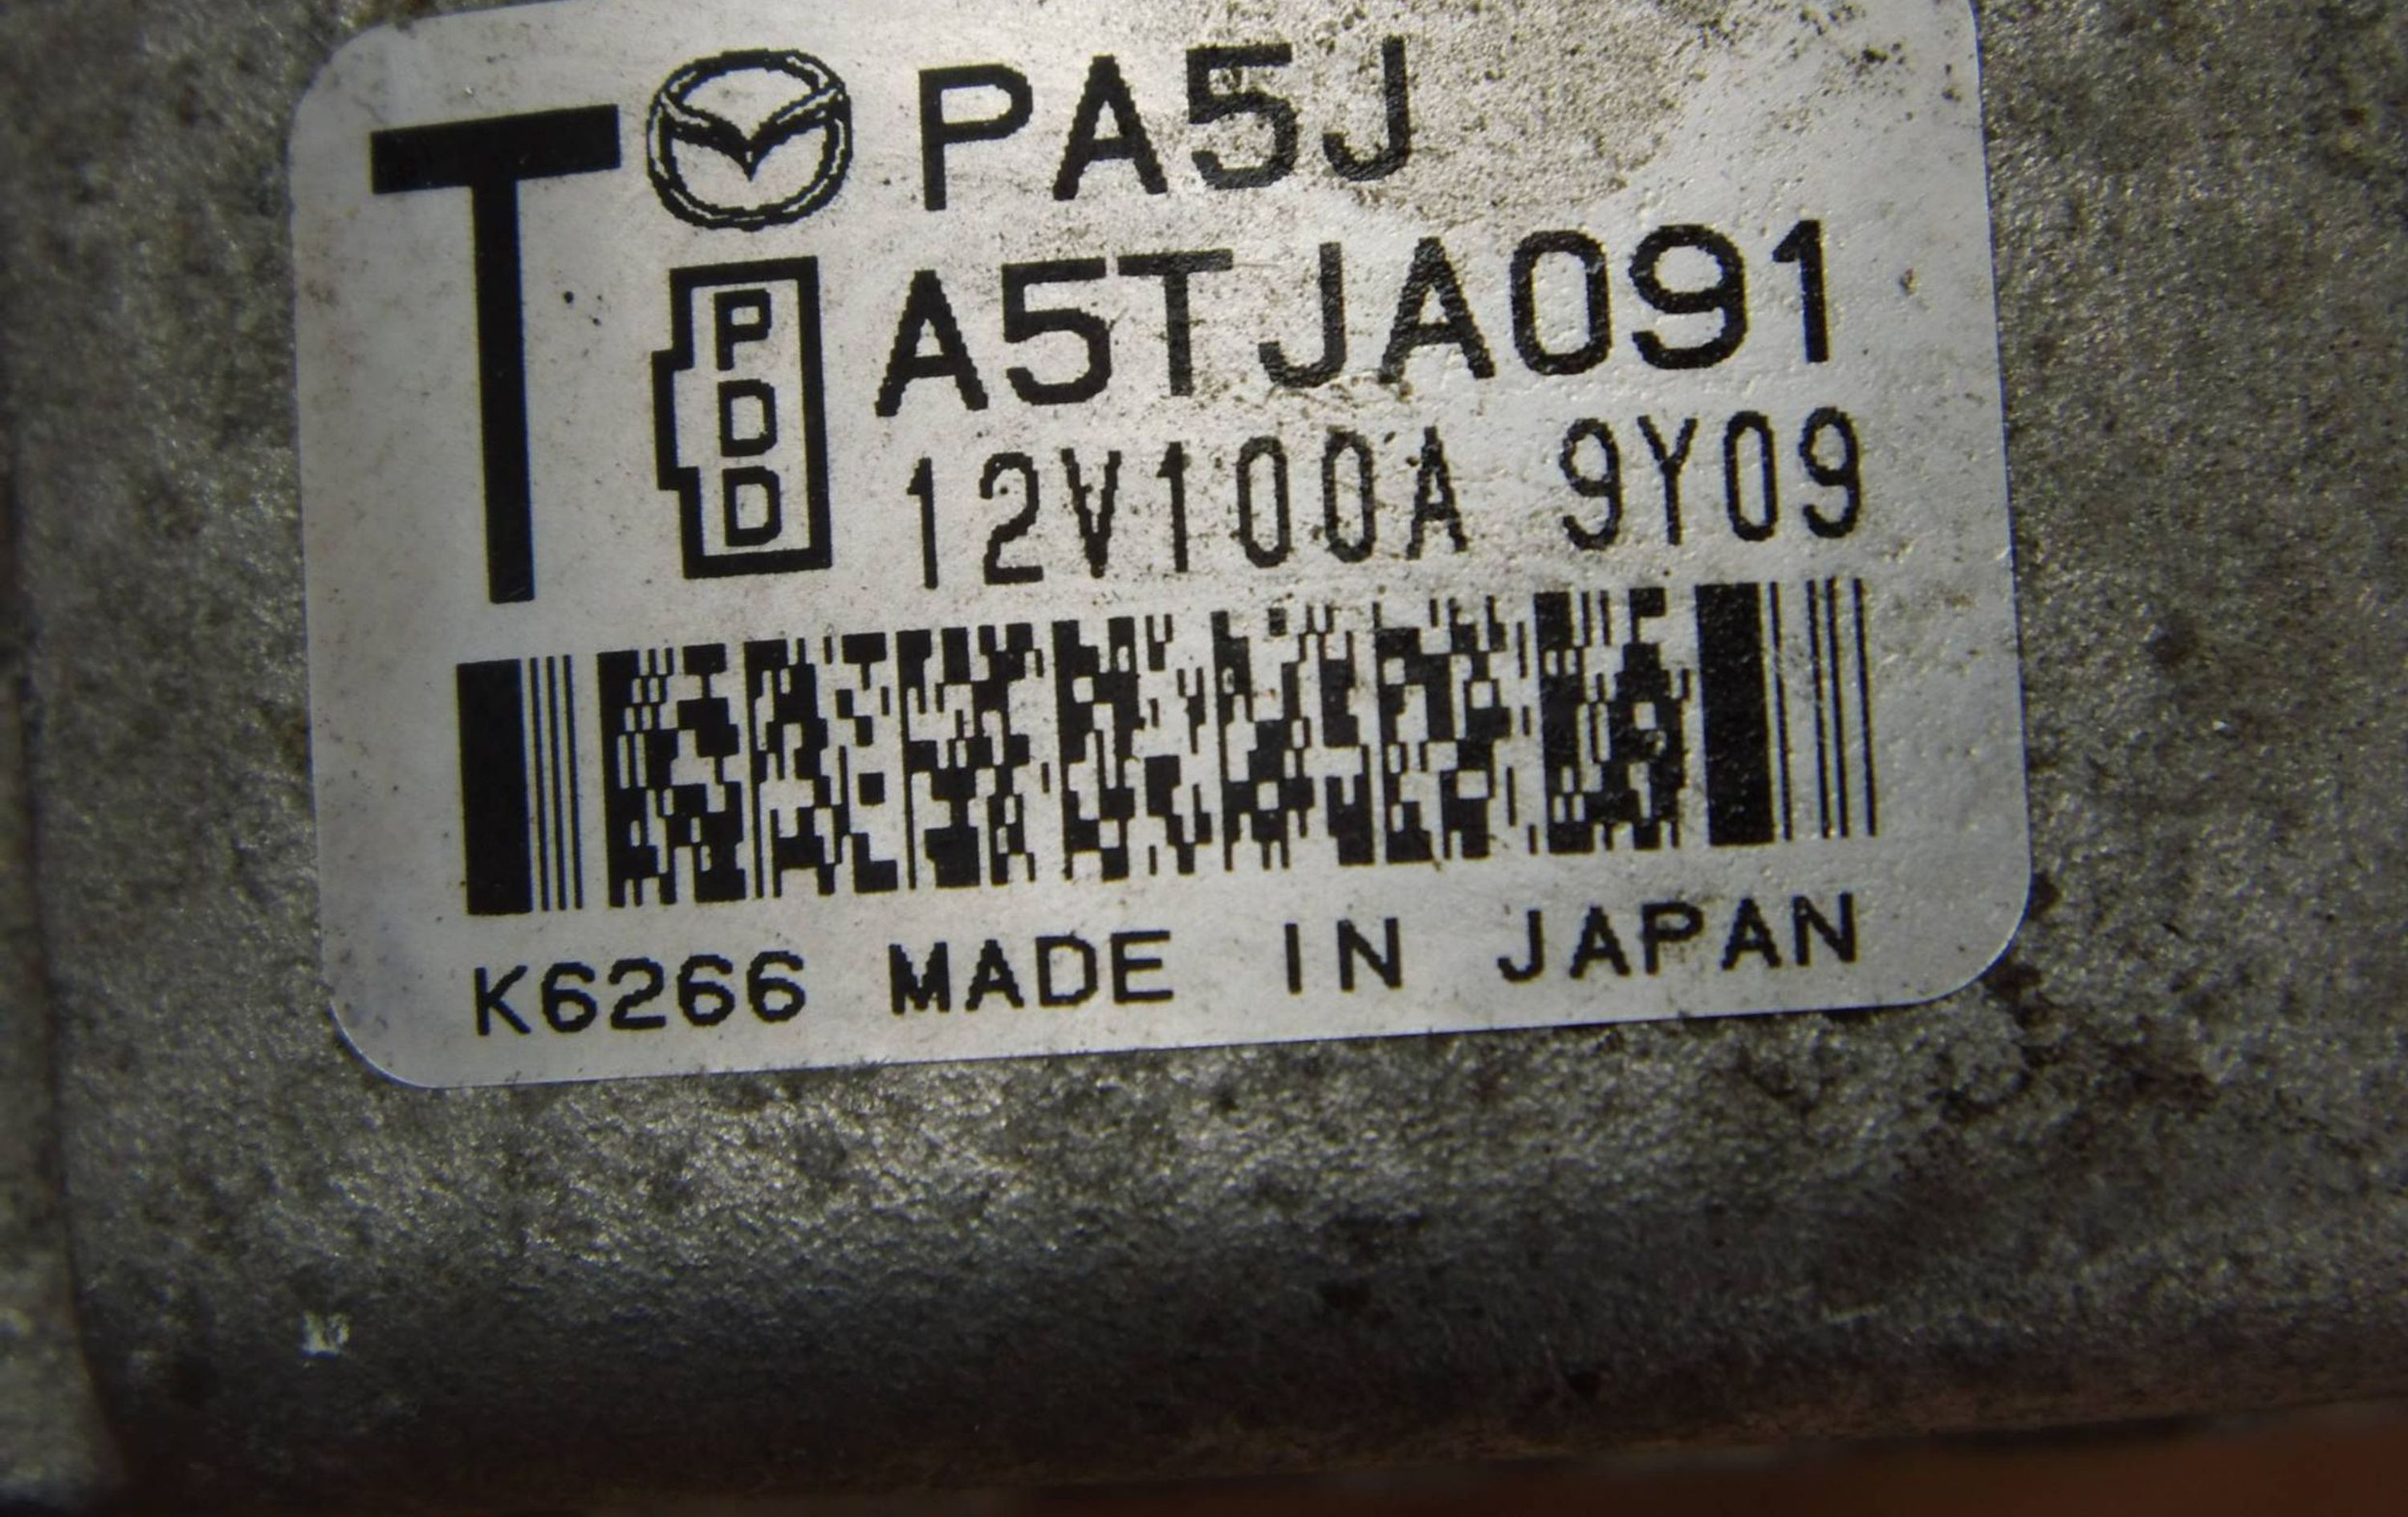 T PA5J
PDD A5TJA091
12V100A 9Y09
K6266 MADE IN JAPAN